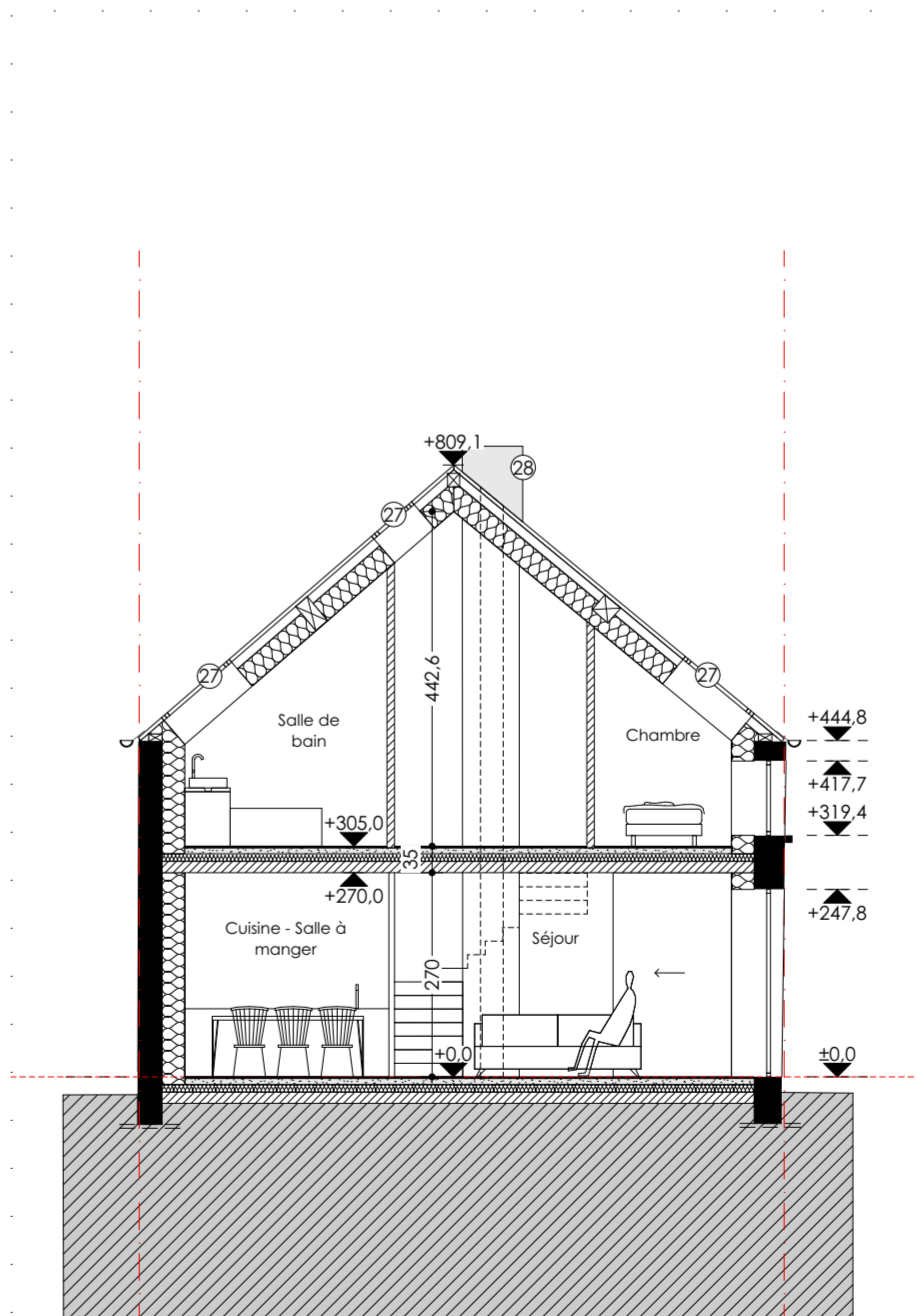 +809,1
28
27
27
27
442,6
+444,8
Salle de
bain
Chambre
+417,7
+319,4
+305,0
35
+270,0
+247,8
Cuisine - Salle à
manger
Séjour
270
+0,0
±0,0